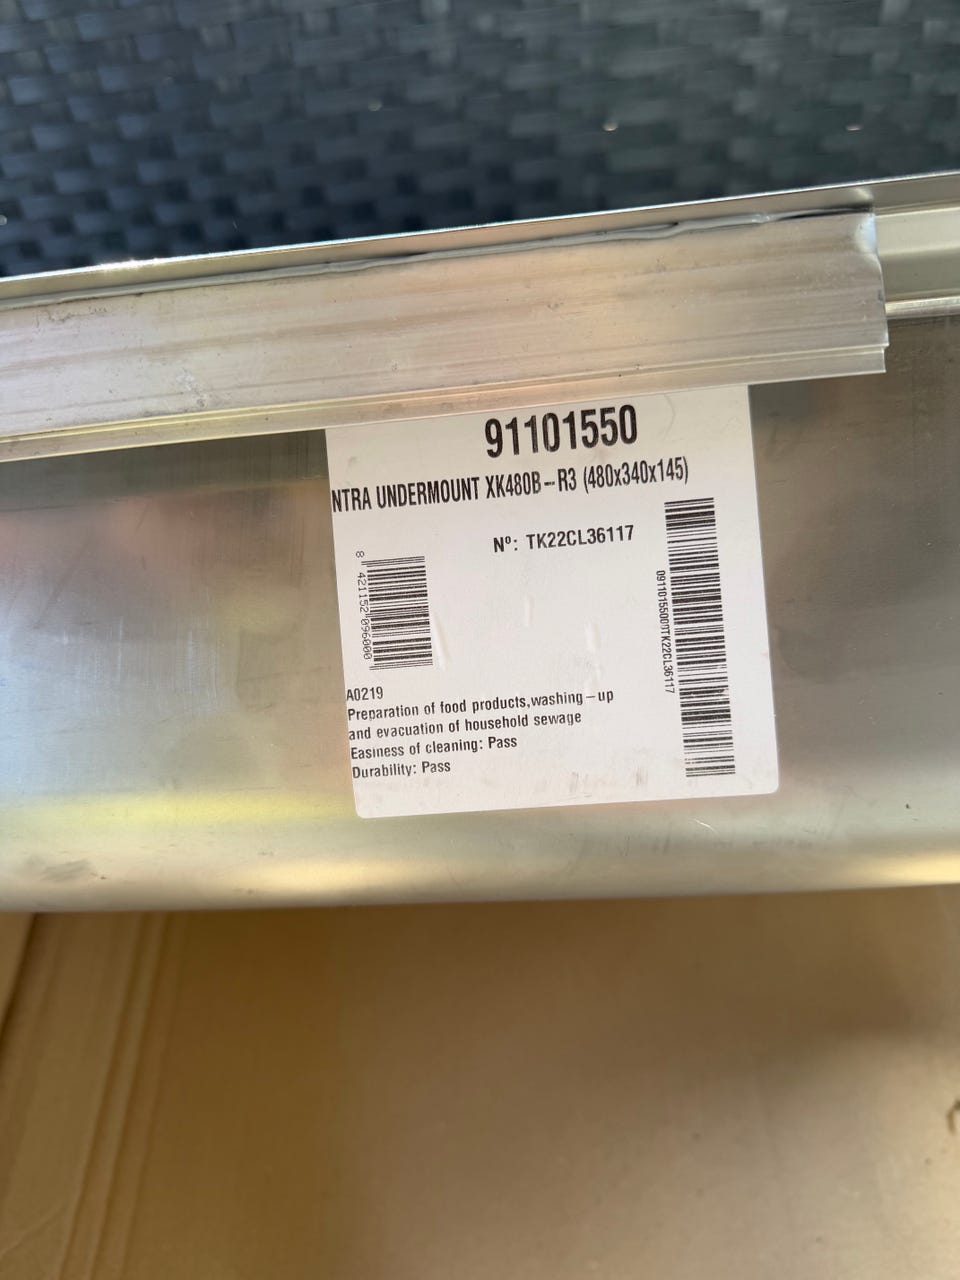 91101550
NTRA UNDERMOUNT XK480B-R3 (480x340x145)
Nº: TK22CL36117
8 421152 096000
0911015500TK22CL36117
A0219
Preparation of food products,washing-up
and evacuation of household sewage
Easiness of cleaning: Pass
Durability: Pass